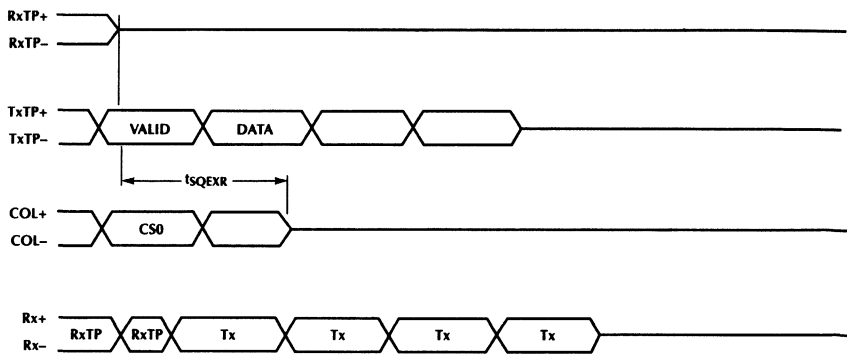 RxTP+
RxTP–
TxTP+
TxTP–
VALID DATA
tSQEXR
COL+
COL–
CS0
Rx+
Rx–
RxTP RxTP Tx Tx Tx Tx